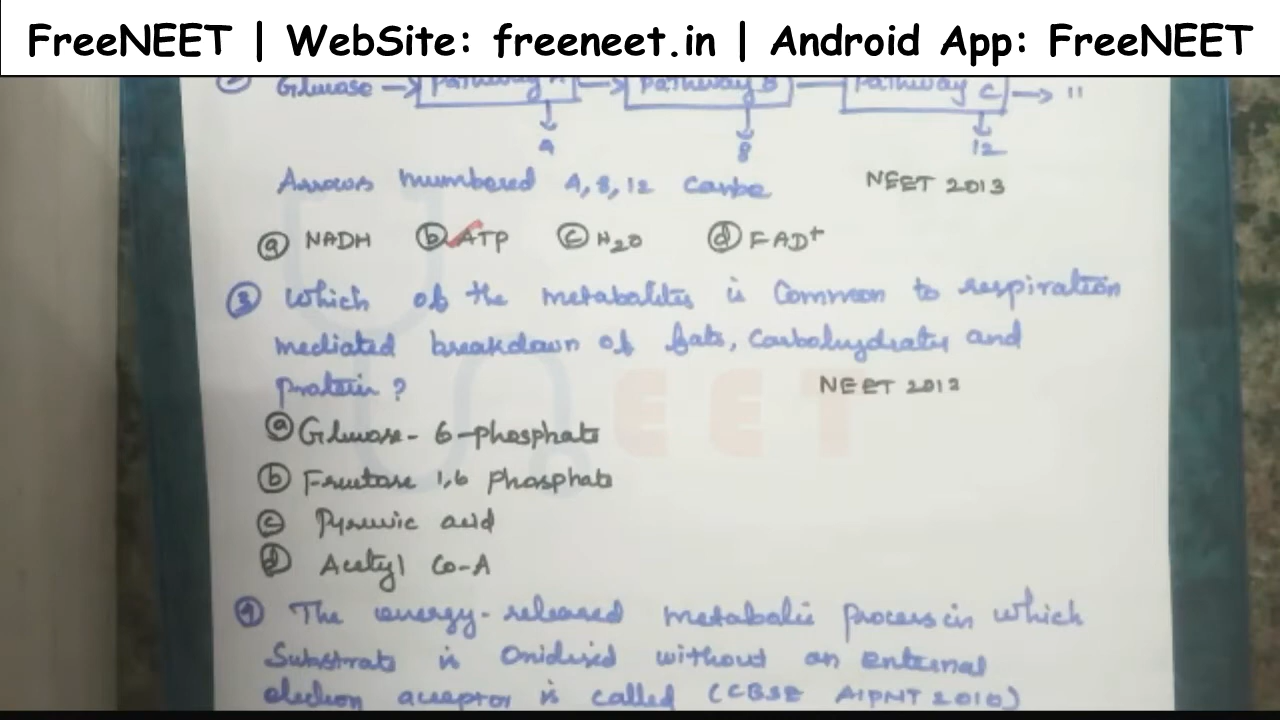 FreeNEET | WebSite: freeneet.in | Android App: FreeNEET
Glucose → Pathway A → Pathway B Pathway C → 11
4 8 12
Arrows numbered 4, 8, 12 can be NEET 2013
ⓐ NADH ⓑ ATP ⓒ H2O ⓓ FAD+
③ Which of the metabolites is Common to respiration
mediated breakdown of fats, carbohydrates and
protein ? NEET 2013
ⓐ Glucose - 6-phosphate
ⓑ Fructose 1,6 phosphate
ⓒ Pyruvic acid
ⓓ Acetyl Co-A
④ The energy-released metabolic process in which
Substrate is Oxidised without an external
electron acceptor is called (CBSE AIPMT 2010)
EET